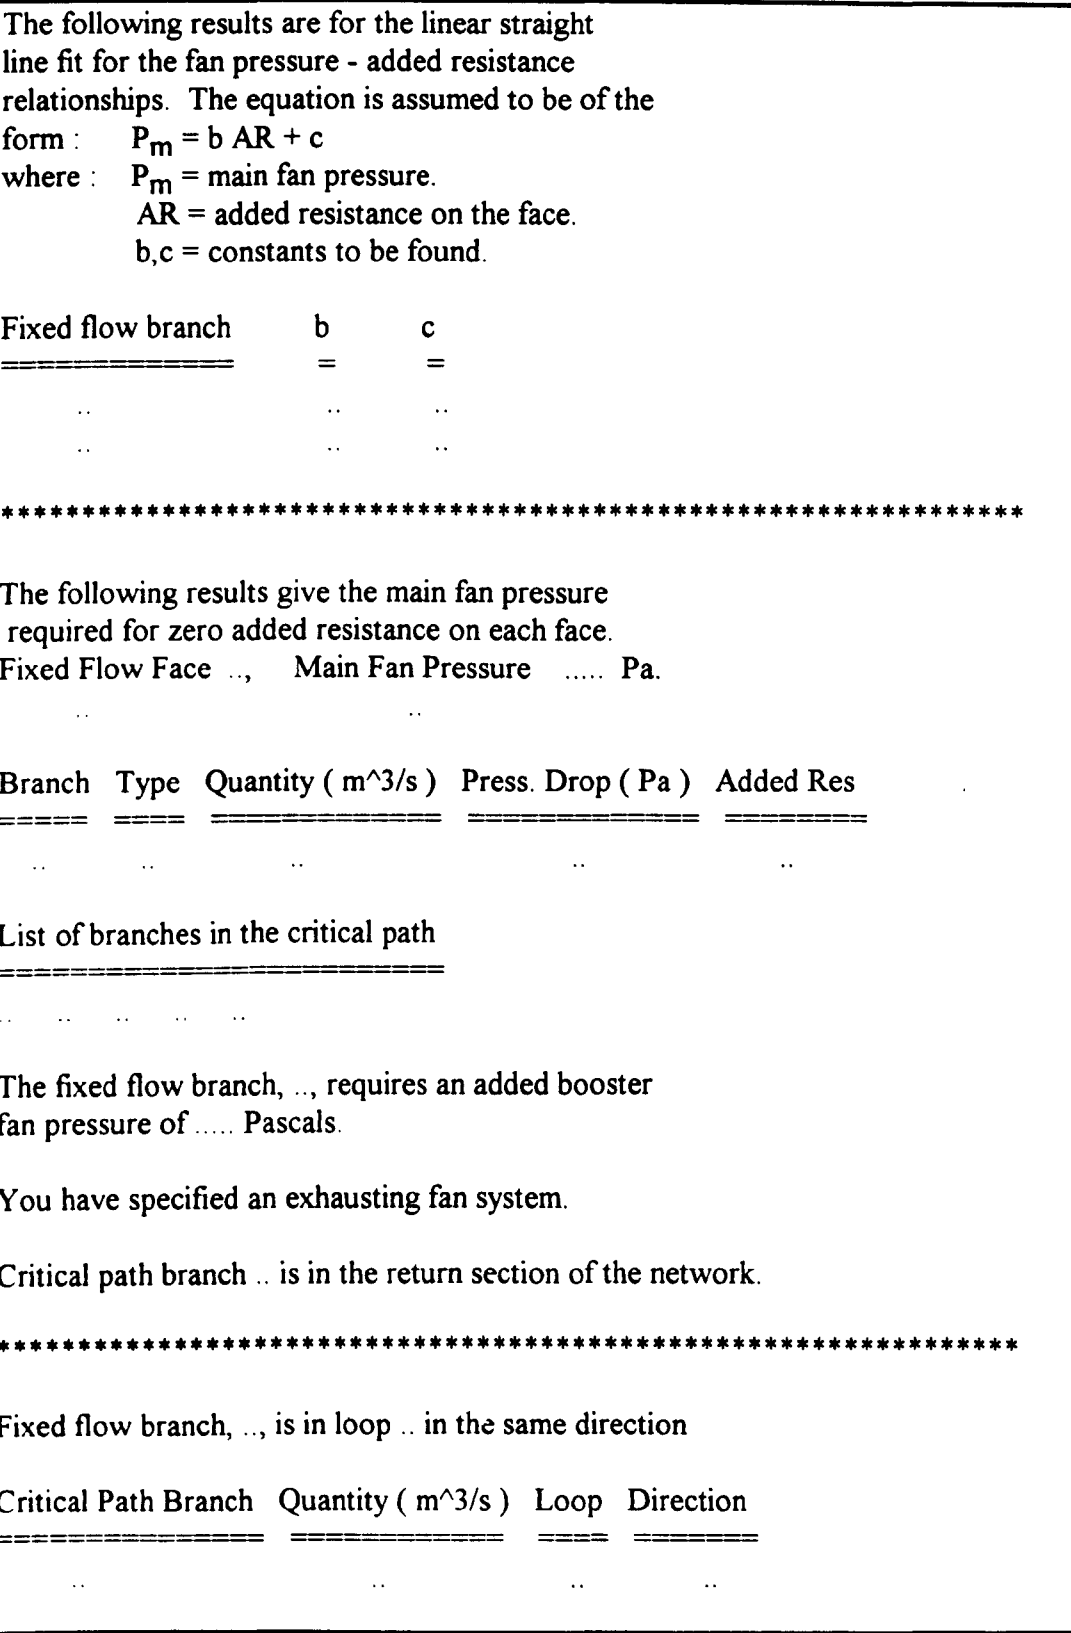 The following results are for the linear straight
line fit for the fan pressure - added resistance
relationships. The equation is assumed to be of the
form : Pm = b AR + c
where : Pm = main fan pressure.
AR = added resistance on the face.
b,c = constants to be found.
Fixed flow branch b c
============= = =
.. .. ..
.. .. ..
****************************************************************
The following results give the main fan pressure
required for zero added resistance on each face.
Fixed Flow Face .., Main Fan Pressure ..... Pa.
.. ..
Branch Type Quantity ( m^3/s ) Press. Drop ( Pa ) Added Res
===== ==== ============= ============= ========
.. .. .. .. ..
List of branches in the critical path
=========================
.. .. .. .. ..
The fixed flow branch, .., requires an added booster
fan pressure of ..... Pascals.
You have specified an exhausting fan system.
Critical path branch .. is in the return section of the network.
****************************************************************
Fixed flow branch, .., is in loop .. in the same direction
Critical Path Branch Quantity ( m^3/s ) Loop Direction
=============== ============ ==== =======
.. .. .. ..